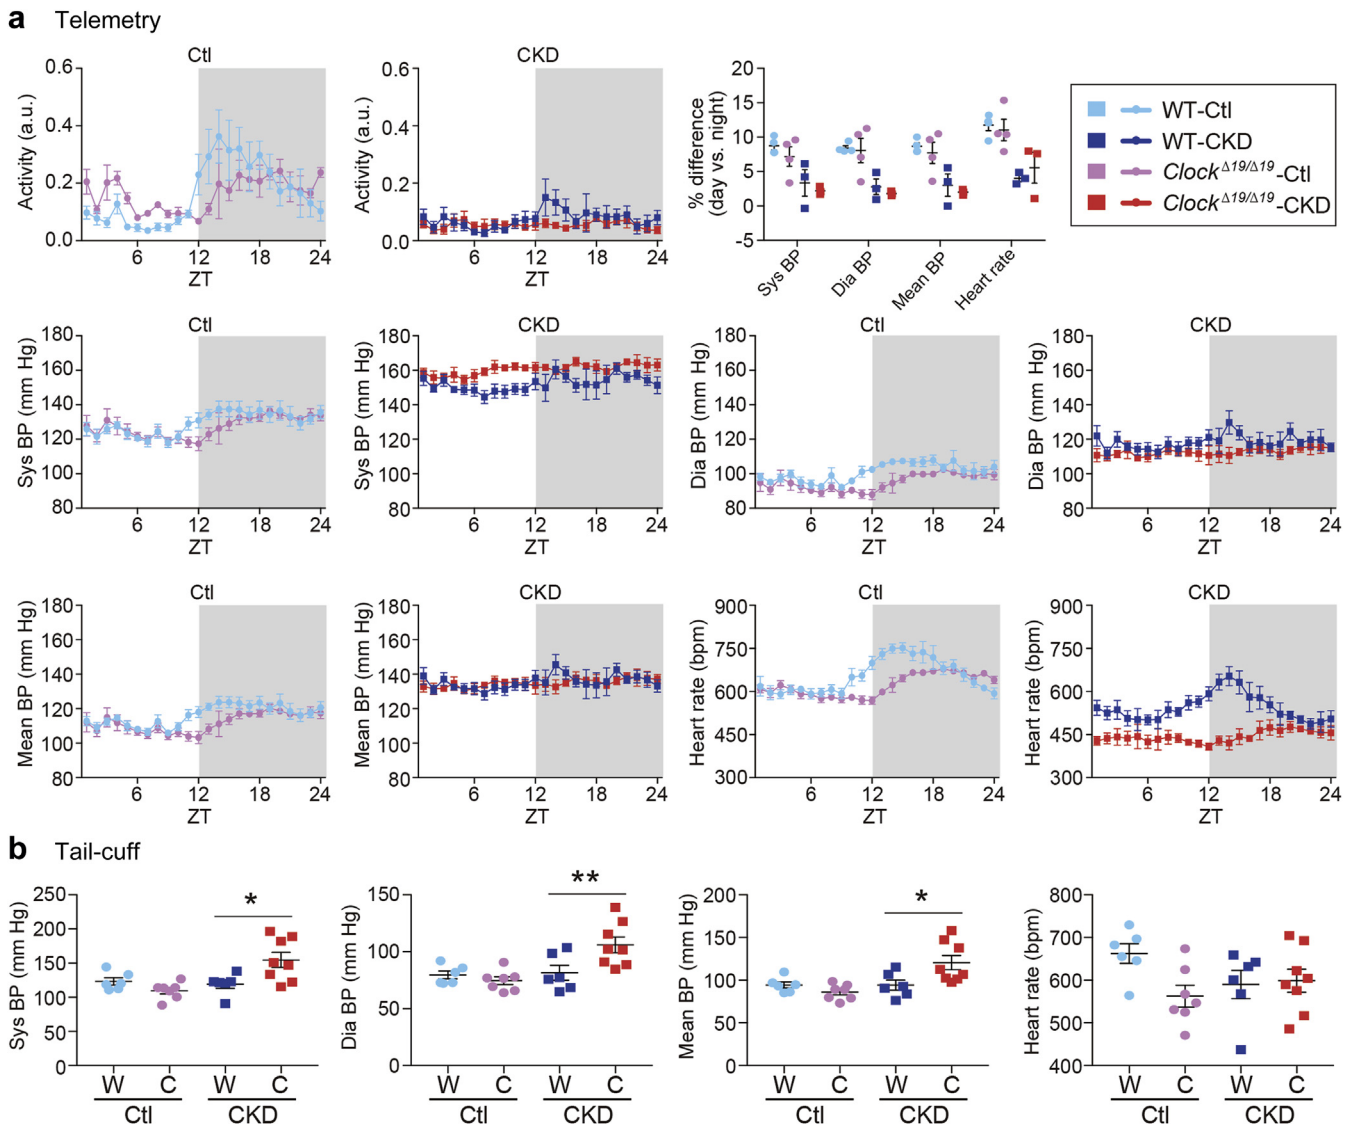 a Telemetry
Ctl
Activity (a.u.)
0.6
0.4
0.2
0.0
12
18
24
ZT
CKD
Activity (a.u.)
0.6
0.4
0.2
0.0
6
12
18
24
ZT
% difference
(day vs. night)
20
15
10
5
0
-5
Sys BP
Dia BP
Mean BP
Heart rate
WT-Ctl
WT-CKD
Clock Δ19/Δ19-Ctl
Clock Δ19/Δ19-CKD
6
Ctl
Sys BP (mm Hg)
180
160
140
120
100
80
6
12
18
24
ZT
CKD
Sys BP (mm Hg)
180
160
140
120
100
80
6
12
18
24
ZT
Ctl
Dia BP (mm Hg)
180
160
140
120
100
80
6
12
18
24
ZT
CKD
Dia BP (mm Hg)
180
160
140
120
100
80
6
12
18
24
ZT
Ctl
Mean BP (mm Hg)
180
160
140
120
100
80
6
12
18
24
ZT
CKD
Mean BP (mm Hg)
180
160
140
120
100
80
6
12
18
24
ZT
Ctl
Heart rate (bpm)
900
750
600
450
300
6
12
18
24
ZT
CKD
Heart rate (bpm)
900
750
600
450
300
6
12
18
24
ZT
b Tail-cuff
Sys BP (mm Hg)
250
200
150
100
50
0
*
W C W C
Ctl CKD
Dia BP (mm Hg)
150
100
50
0
**
W C W C
Ctl CKD
Mean BP (mm Hg)
200
150
100
50
0
*
W C W C
Ctl CKD
Heart rate (bpm)
800
700
600
500
400
W C W C
Ctl CKD